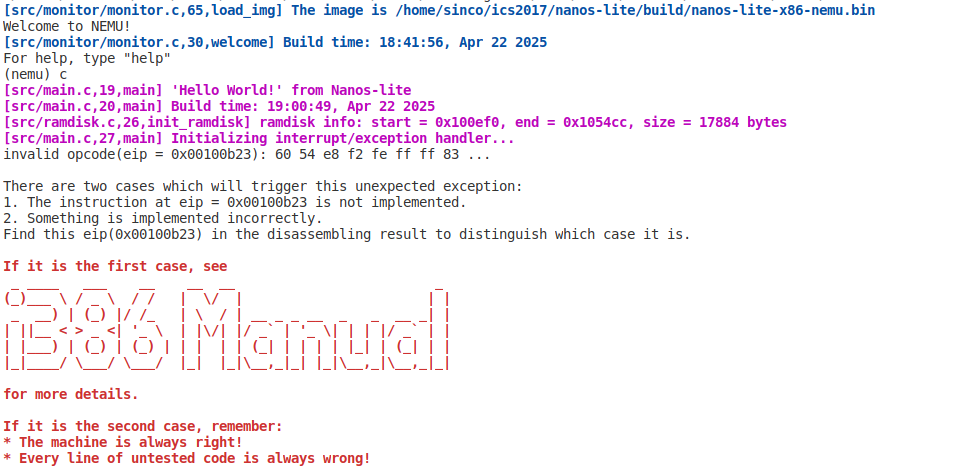 [src/monitor/monitor.c,65,load_img] The image is /home/sinco/ics2017/nanos-lite/build/nanos-lite-x86-nemu.bin
Welcome to NEMU!
[src/monitor/monitor.c,30,welcome] Build time: 18:41:56, Apr 22 2025
For help, type "help"
(nemu) c
[src/main.c,19,main] 'Hello World!' from Nanos-lite
[src/main.c,20,main] Build time: 19:00:49, Apr 22 2025
[src/ramdisk.c,26,init_ramdisk] ramdisk info: start = 0x100ef0, end = 0x1054cc, size = 17884 bytes
[src/main.c,27,main] Initializing interrupt/exception handler...
invalid opcode(eip = 0x00100b23): 60 54 e8 f2 fe ff ff 83 ...
There are two cases which will trigger this unexpected exception:
1. The instruction at eip = 0x00100b23 is not implemented.
2. Something is implemented incorrectly.
Find this eip(0x00100b23) in the disassembling result to distinguish which case it is.
If it is the first case, see
i386 Manual
for more details.
If it is the second case, remember:
* The machine is always right!
* Every line of untested code is always wrong!